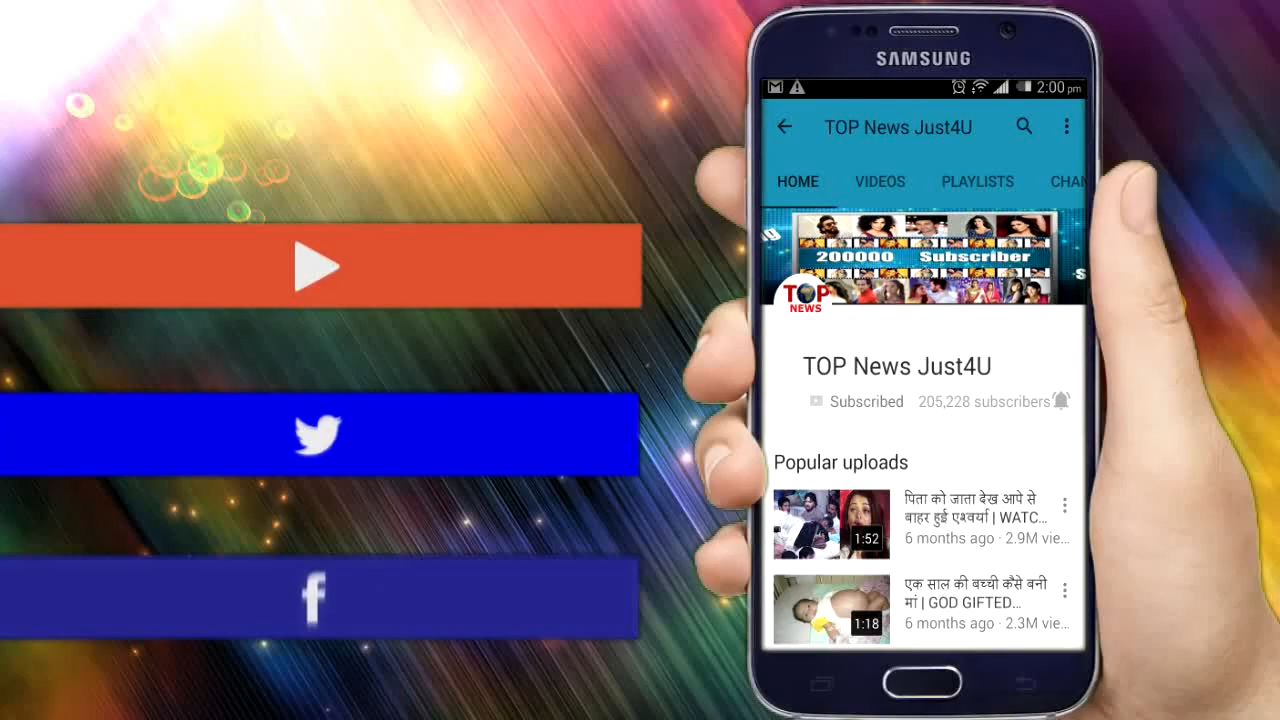 SAMSUNG
2:00 pm
TOP News Just4U
HOME VIDEOS PLAYLISTS CHAN
200000 Subscriber
TOP
NEWS
TOP News Just4U
Subscribed 205,228 subscribers
Popular uploads
पिता को जाता देख आपे से
बाहर हुई एश्वर्या | WATC...
6 months ago · 2.9M vie...
1:52
एक साल की बच्ची कैसे बनी
मां | GOD GIFTED...
6 months ago · 2.3M vie...
1:18